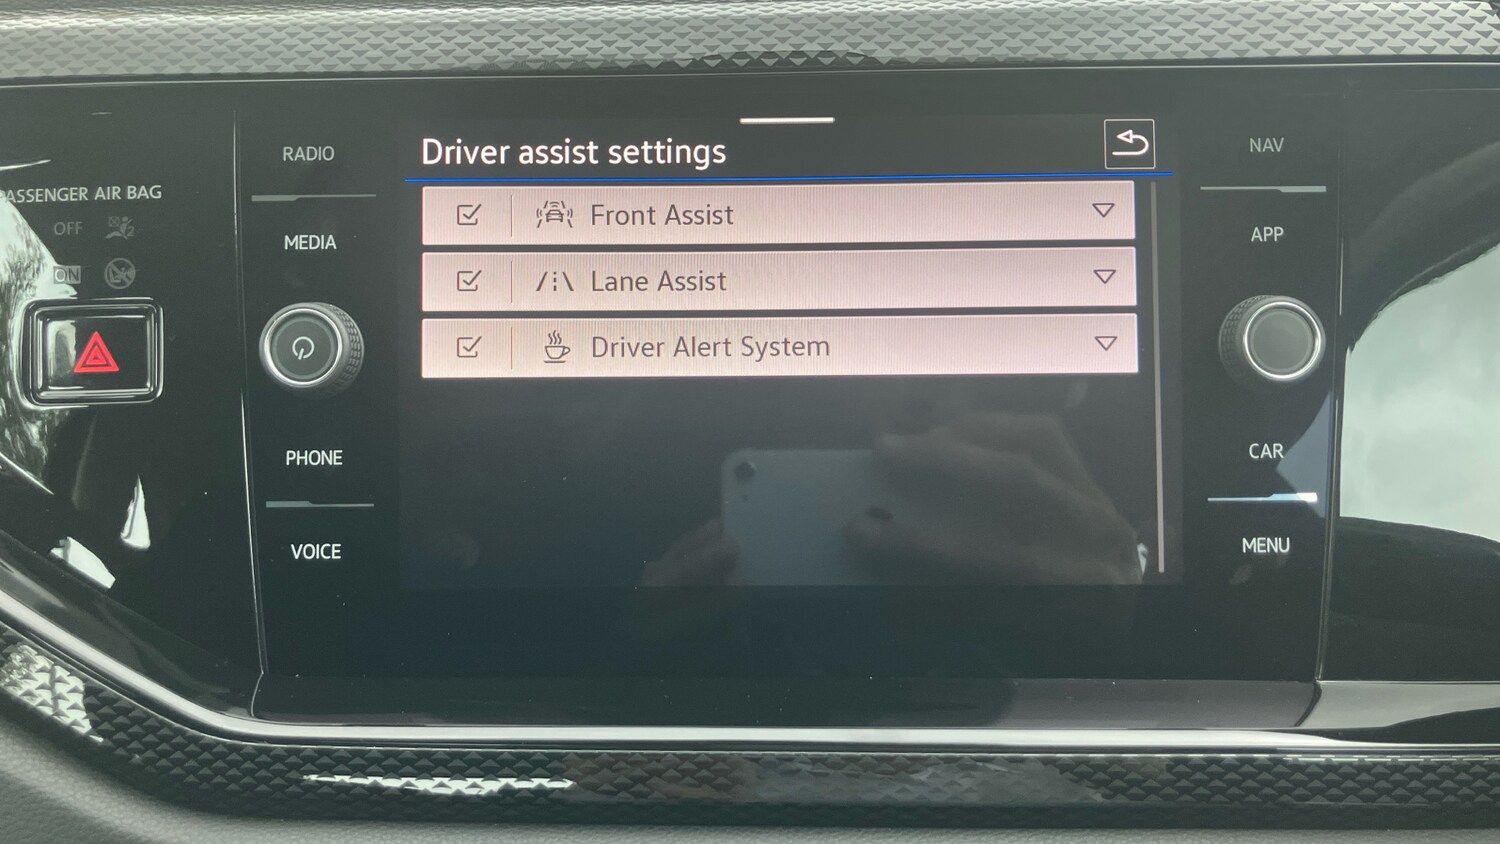 PASSENGER AIR BAG
OFF
ON
RADIO
MEDIA
PHONE
VOICE
Driver assist settings
Front Assist
Lane Assist
Driver Alert System
NAV
APP
CAR
MENU